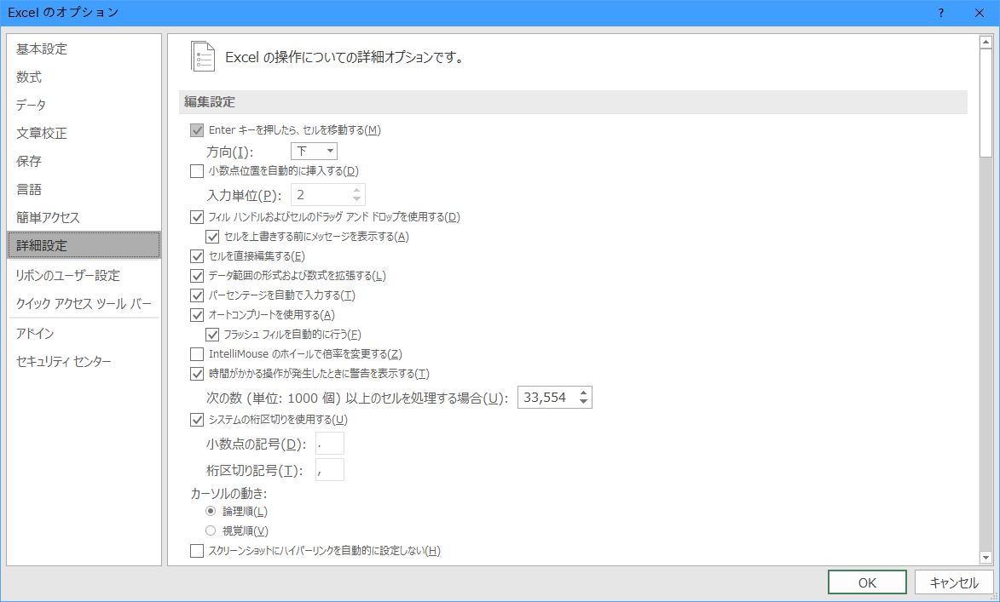 Excel のオプション
?
基本設定
数式
データ
文章校正
保存
言語
簡単アクセス
詳細設定
リボンのユーザー設定
クイック アクセス ツール バー
アドイン
セキュリティ センター
Excel の操作についての詳細オプションです。
編集設定
Enter キーを押したら、セルを移動する(M)
方向(I): 下
小数点位置を自動的に挿入する(D)
入力単位(P): 2
フィル ハンドルおよびセルのドラッグ アンド ドロップを使用する(D)
セルを上書きする前にメッセージを表示する(A)
セルを直接編集する(E)
データ範囲の形式および数式を拡張する(L)
パーセンテージを自動で入力する(T)
オートコンプリートを使用する(A)
フラッシュ フィルを自動的に行う(F)
IntelliMouse のホイールで倍率を変更する(Z)
時間がかかる操作が発生したときに警告を表示する(T)
次の数 (単位: 1000 個) 以上のセルを処理する場合(U): 33,554
システムの桁区切りを使用する(U)
小数点の記号(D): .
桁区切り記号(T): ,
カーソルの動き:
論理順(L)
視覚順(V)
スクリーンショットにハイパーリンクを自動的に設定しない(H)
OK キャンセル